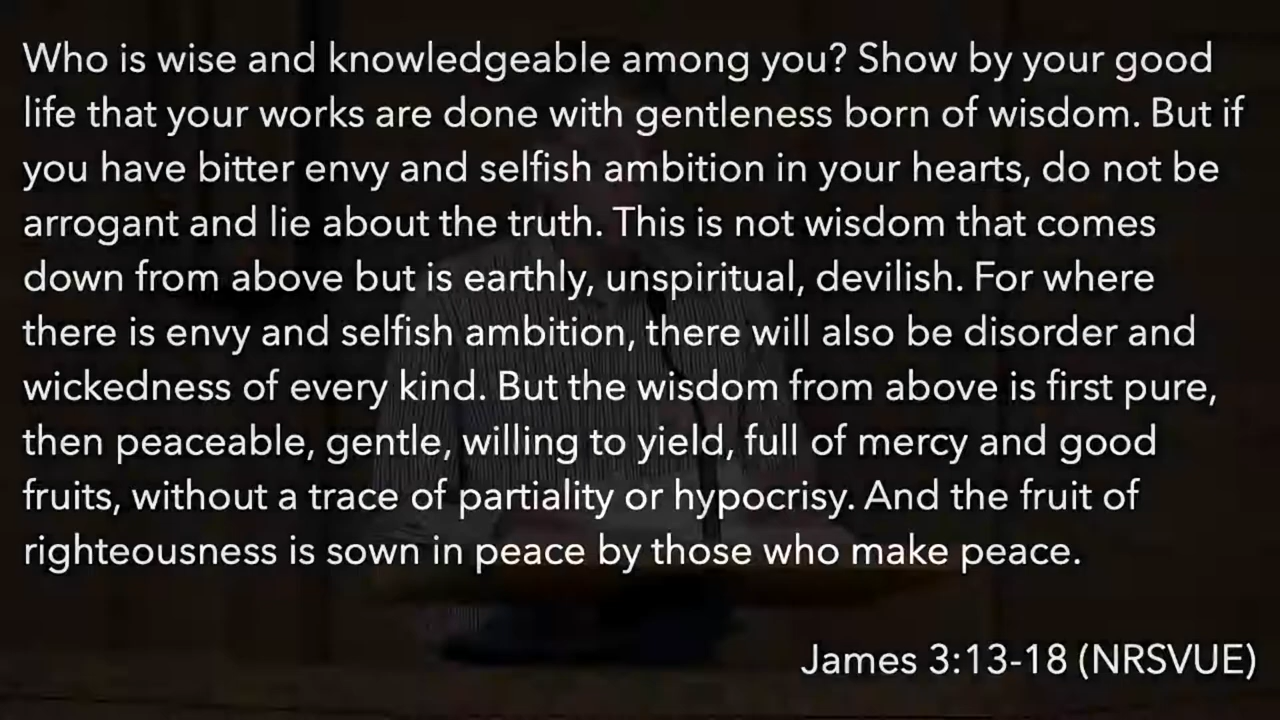 Who is wise and knowledgeable among you? Show by your good
life that your works are done with gentleness born of wisdom. But if
you have bitter envy and selfish ambition in your hearts, do not be
arrogant and lie about the truth. This is not wisdom that comes
down from above but is earthly, unspiritual, devilish. For where
there is envy and selfish ambition, there will also be disorder and
wickedness of every kind. But the wisdom from above is first pure,
then peaceable, gentle, willing to yield, full of mercy and good
fruits, without a trace of partiality or hypocrisy. And the fruit of
righteousness is sown in peace by those who make peace.
James 3:13-18 (NRSVUE)